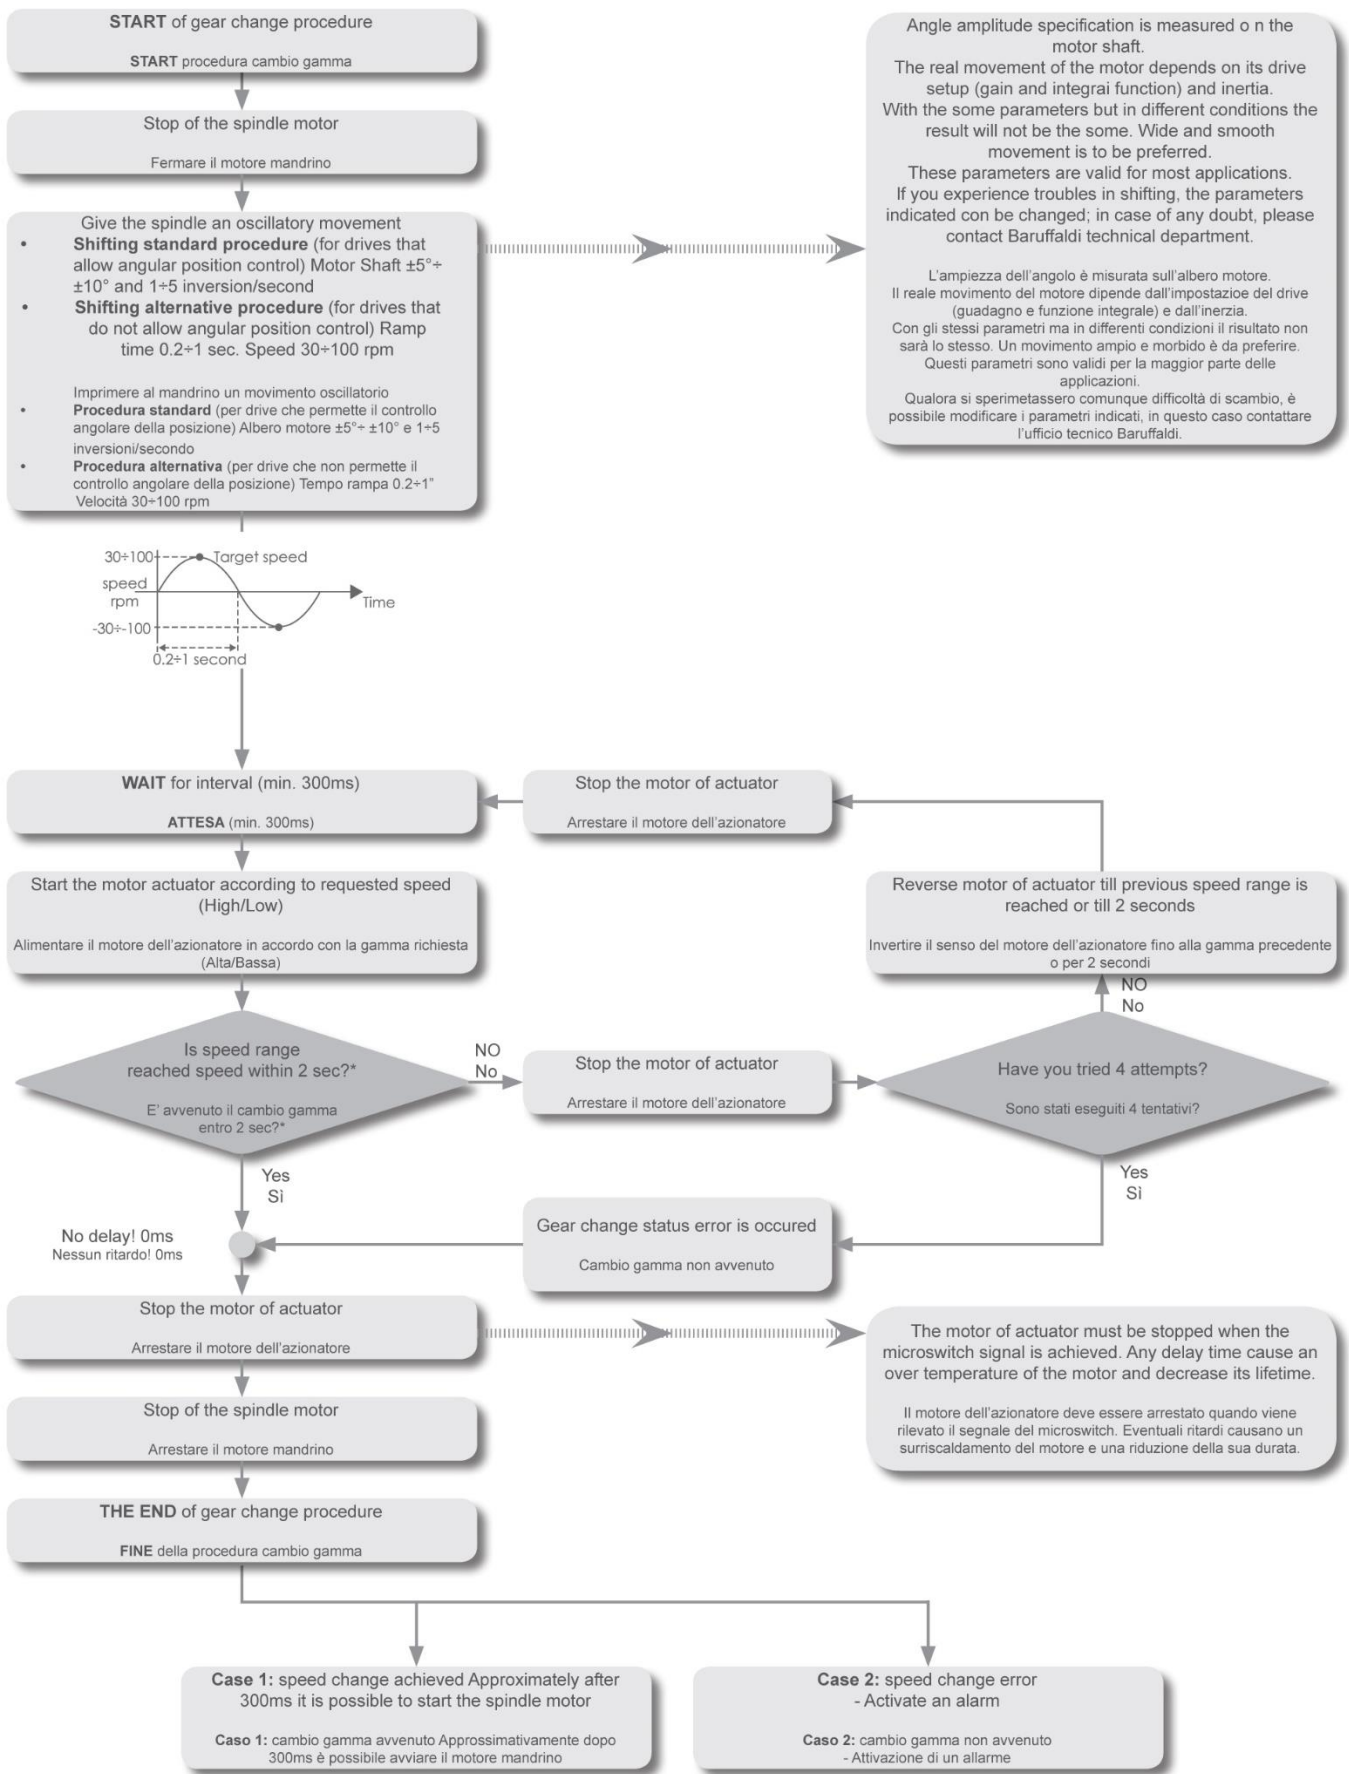 START of gear change procedure
START procedura cambio gamma
Stop of the spindle motor
Fermare il motore mandrino
Give the spindle an oscillatory movement
• Shifting standard procedure (for drives that
allow angular position control) Motor Shaft ±5°÷
±10° and 1÷5 inversion/second
• Shifting alternative procedure (for drives that
do not allow angular position control) Ramp
time 0.2÷1 sec. Speed 30÷100 rpm
Imprimere al mandrino un movimento oscillatorio
• Procedura standard (per drive che permette il controllo
angolare della posizione) Albero motore ±5°÷ ±10° e 1÷5
inversioni/secondo
• Procedura alternativa (per drive che non permette il
controllo angolare della posizione) Tempo rampa 0.2÷1”
Velocità 30÷100 rpm
Angle amplitude specification is measured o n the
motor shaft.
The real movement of the motor depends on its drive
setup (gain and integrai function) and inertia.
With the some parameters but in different conditions the
result will not be the some. Wide and smooth
movement is to be preferred.
These parameters are valid for most applications.
If you experience troubles in shifting, the parameters
indicated con be changed; in case of any doubt, please
contact Baruffaldi technical department.
L’ampiezza dell’angolo è misurata sull’albero motore.
Il reale movimento del motore dipende dall’impostazioe del drive
(guadagno e funzione integrale) e dall’inerzia.
Con gli stessi parametri ma in differenti condizioni il risultato non
sarà lo stesso. Un movimento ampio e morbido è da preferire.
Questi parametri sono validi per la maggior parte delle
applicazioni.
Qualora si sperimetassero comunque difficoltà di scambio, è
possibile modificare i parametri indicati, in questo caso contattare
l’ufficio tecnico Baruffaldi.
30÷100
Target speed
speed
rpm
Time
-30÷-100
0.2÷1 second
WAIT for interval (min. 300ms)
ATTESA (min. 300ms)
Stop the motor of actuator
Arrestare il motore dell’azionatore
Start the motor actuator according to requested speed
(High/Low)
Alimentare il motore dell’azionatore in accordo con la gamma richiesta
(Alta/Bassa)
Reverse motor of actuator till previous speed range is
reached or till 2 seconds
Invertire il senso del motore dell’azionatore fino alla gamma precedente
o per 2 secondi
NO
No
Is speed range
reached speed within 2 sec?*
E’ avvenuto il cambio gamma
entro 2 sec?*
NO
No
Stop the motor of actuator
Arrestare il motore dell’azionatore
Have you tried 4 attempts?
Sono stati eseguiti 4 tentativi?
Yes
Sì
Yes
Sì
No delay! 0ms
Nessun ritardo! 0ms
Gear change status error is occured
Cambio gamma non avvenuto
Stop the motor of actuator
Arrestare il motore dell’azionatore
The motor of actuator must be stopped when the
microswitch signal is achieved. Any delay time cause an
over temperature of the motor and decrease its lifetime.
Il motore dell’azionatore deve essere arrestato quando viene
rilevato il segnale del microswitch. Eventuali ritardi causano un
surriscaldamento del motore e una riduzione della sua durata.
Stop of the spindle motor
Arrestare il motore mandrino
THE END of gear change procedure
FINE della procedura cambio gamma
Case 1: speed change achieved Approximately after
300ms it is possible to start the spindle motor
Caso 1: cambio gamma avvenuto Approssimativamente dopo
300ms è possibile avviare il motore mandrino
Case 2: speed change error
- Activate an alarm
Caso 2: cambio gamma non avvenuto
- Attivazione di un allarme